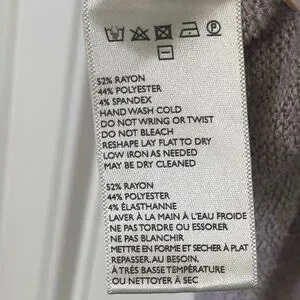 52% RAYON
44% POLYESTER
4% SPANDEX
HAND WASH COLD
DO NOT WRING OR TWIST
DO NOT BLEACH
RESHAPE LAY FLAT TO DRY
LOW IRON AS NEEDED
MAY BE DRY CLEANED
52% RAYON
44% POLYESTER
4% ÉLASTHANNE
LAVER À LA MAIN À L'EAU FROIDE
NE PAS TORDRE OU ESSORER
NE PAS BLANCHIR
METTRE EN FORME ET SECHER À PLAT
REPASSER, AU BESOIN,
À TRÈS BASSE TEMPÉRATURE
OU NETTOYER À SEC